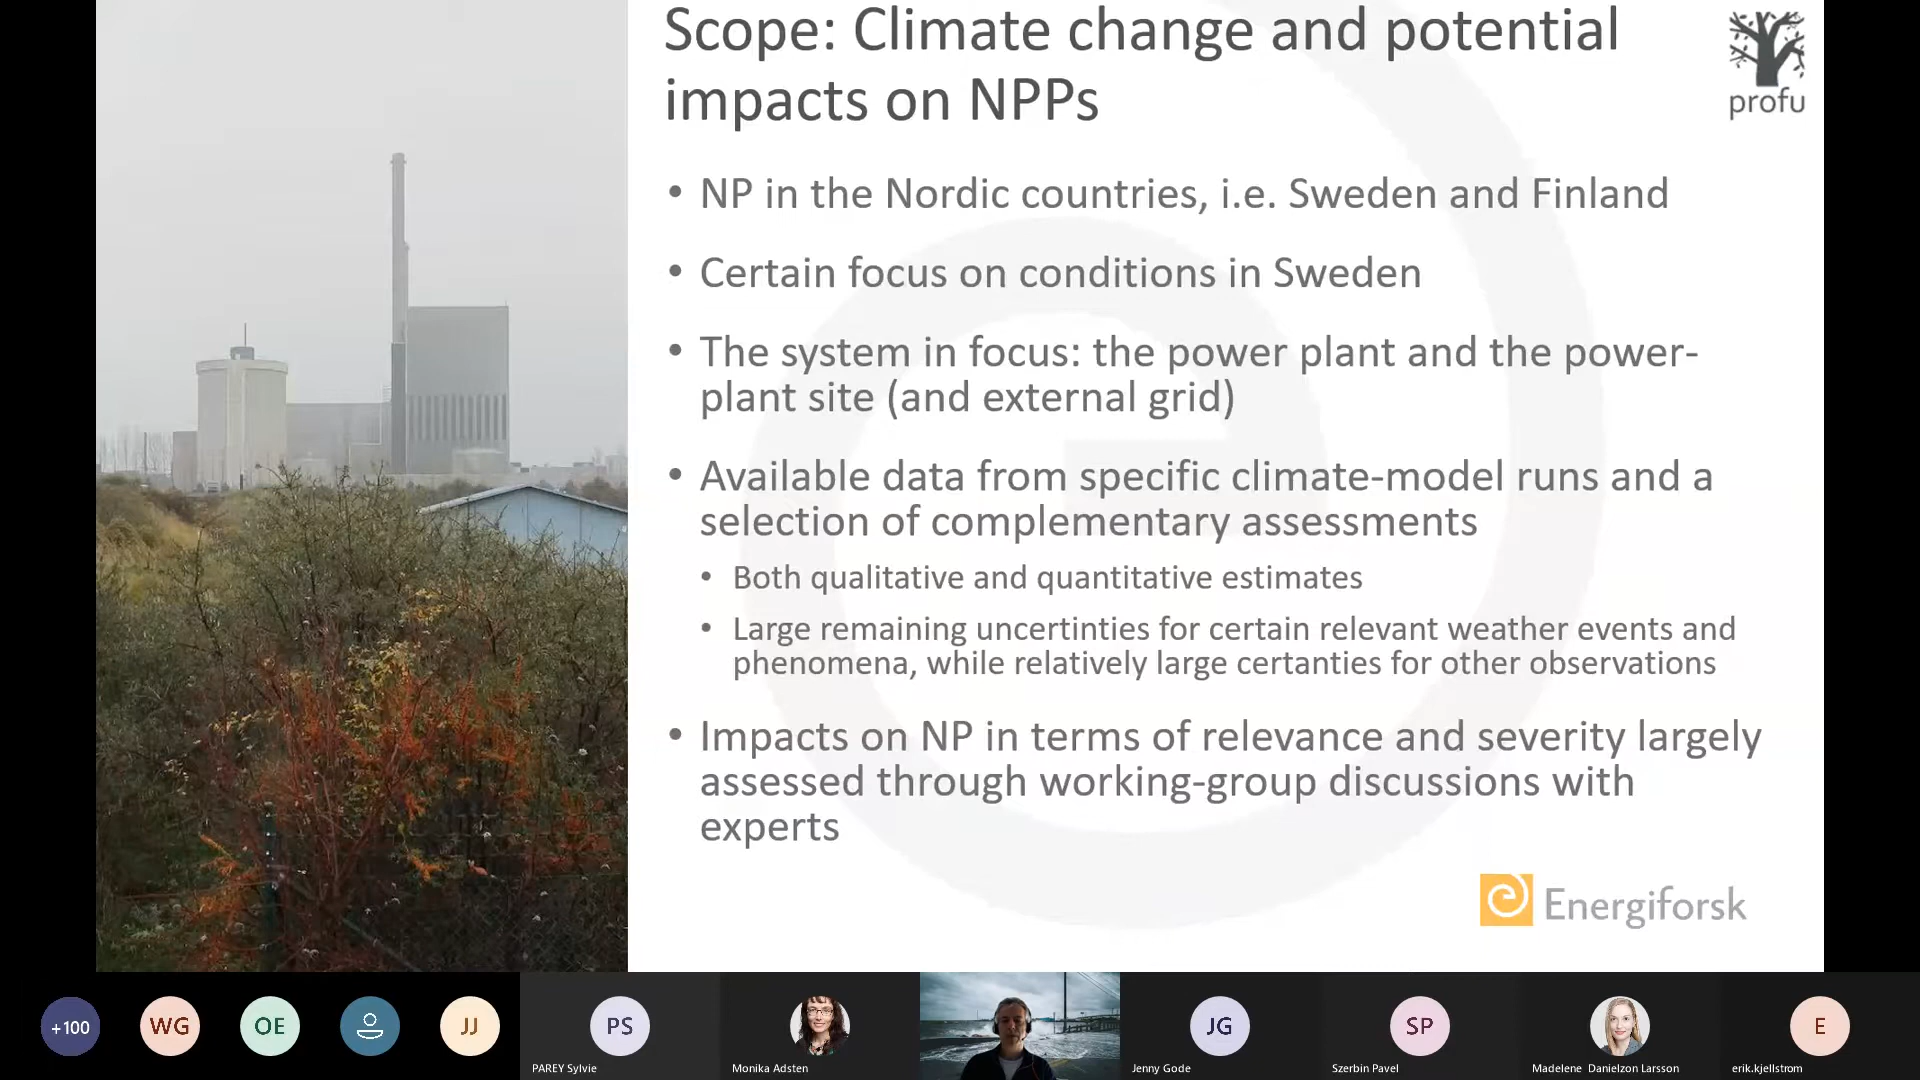 Scope: Climate change and potential
impacts on NPPs
profu
• NP in the Nordic countries, i.e. Sweden and Finland
• Certain focus on conditions in Sweden
• The system in focus: the power plant and the power-
plant site (and external grid)
• Available data from specific climate-model runs and a
selection of complementary assessments
• Both qualitative and quantitative estimates
• Large remaining uncertinties for certain relevant weather events and
phenomena, while relatively large certanties for other observations
• Impacts on NP in terms of relevance and severity largely
assessed through working-group discussions with
experts
Energiforsk
+100
WG
OE
JJ
PS
PAREY Sylvie
Monika Adsten
JG
Jenny Gode
SP
Szerbin Pavel
Madelene Danielzon Larsson
E
erik.kjellstrom